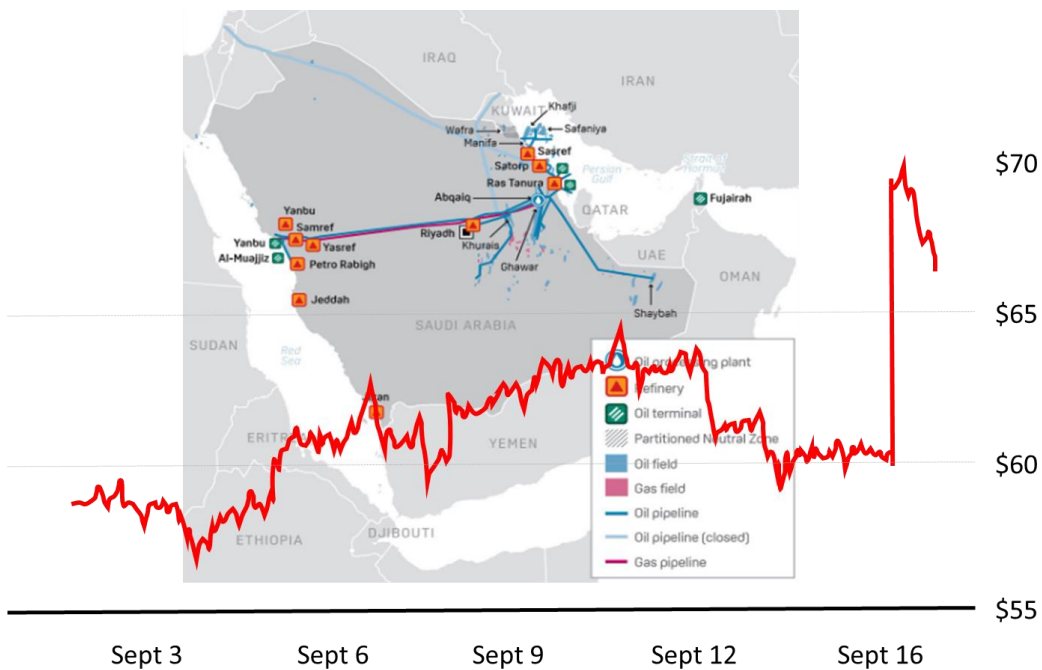 IRAQ
IRAN
KUWAIT
Khafji
Wafra
Safaniya
Manifa
Sasref
Satorp
Persian
Gulf
Strait of
Hormuz
$70
Ras Tanura
Abqaiq
Fujairah
QATAR
Yanbu
Samref
Riyadh
Yanbu
Yasref
Khurais
Al-Muajjiz
Petro Rabigh
Ghawar
UAE
OMAN
Jeddah
Shaybah
$65
SAUDI ARABIA
SUDAN
Red
Sea
Oil processing plant
Refinery
Oil terminal
Partitioned Neutral Zone
Oil field
Gas field
Oil pipeline
Oil pipeline (closed)
Gas pipeline
ERITREA
YEMEN
$60
DJIBOUTI
ETHIOPIA
$55
Sept 3
Sept 6
Sept 9
Sept 12
Sept 16